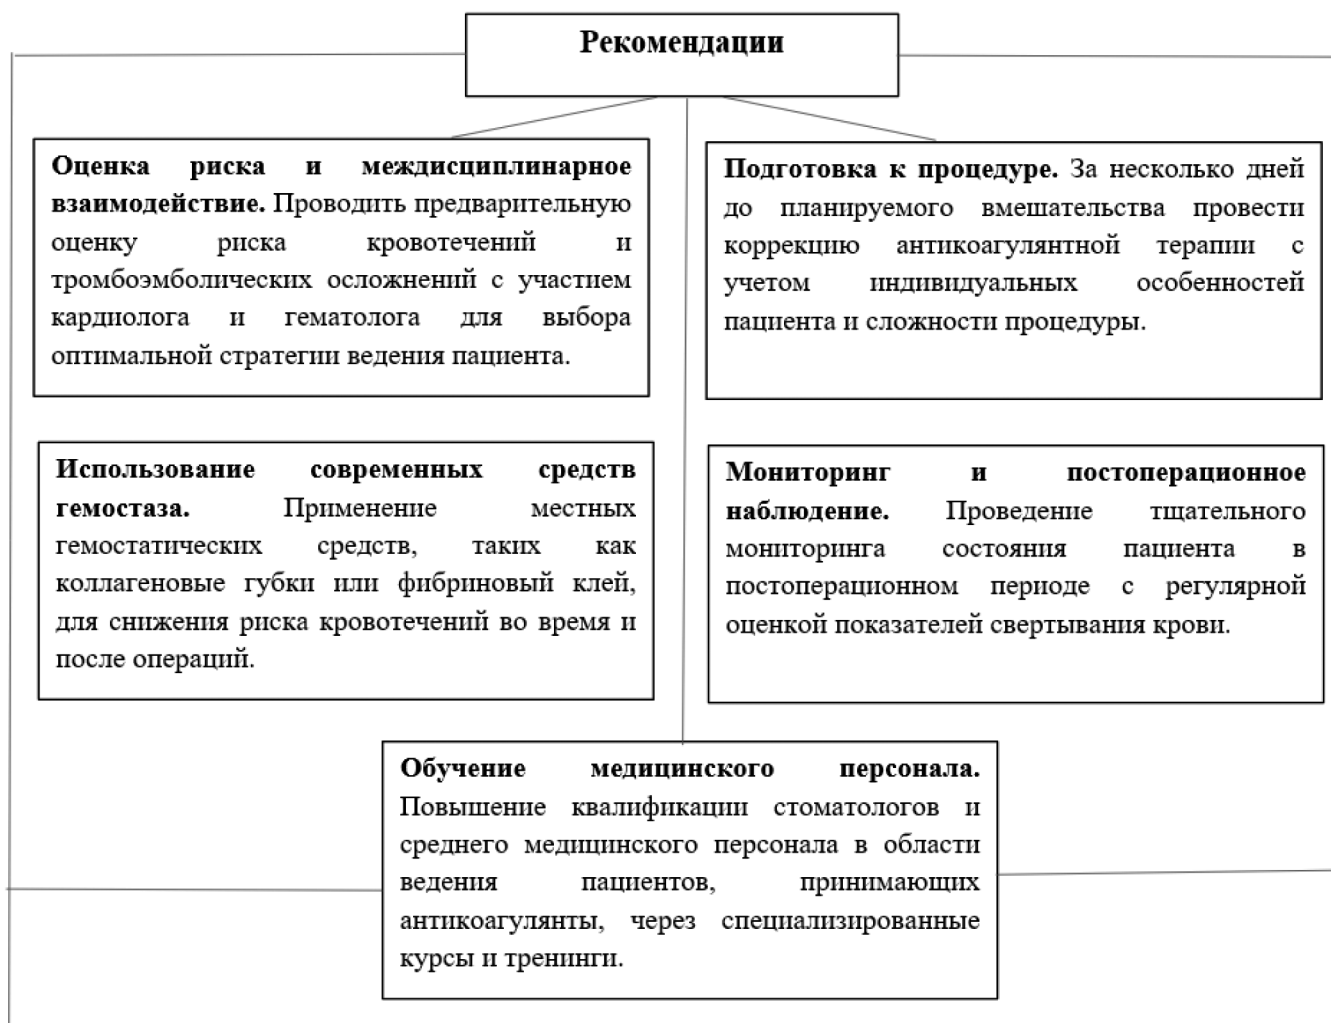 Рекомендации
Оценка риска и междисциплинарное
взаимодействие. Проводить предварительную
оценку риска кровотечений и
тромбоэмболических осложнений с участием
кардиолога и гематолога для выбора
оптимальной стратегии ведения пациента.
Подготовка к процедуре. За несколько дней
до планируемого вмешательства провести
коррекцию антикоагулянтной терапии с
учетом индивидуальных особенностей
пациента и сложности процедуры.
Использование современных средств
гемостаза. Применение местных
гемостатических средств, таких как
коллагеновые губки или фибриновый клей,
для снижения риска кровотечений во время и
после операций.
Мониторинг и постоперационное
наблюдение. Проведение тщательного
мониторинга состояния пациента в
постоперационном периоде с регулярной
оценкой показателей свертывания крови.
Обучение медицинского персонала.
Повышение квалификации стоматологов и
среднего медицинского персонала в области
ведения пациентов, принимающих
антикоагулянты, через специализированные
курсы и тренинги.